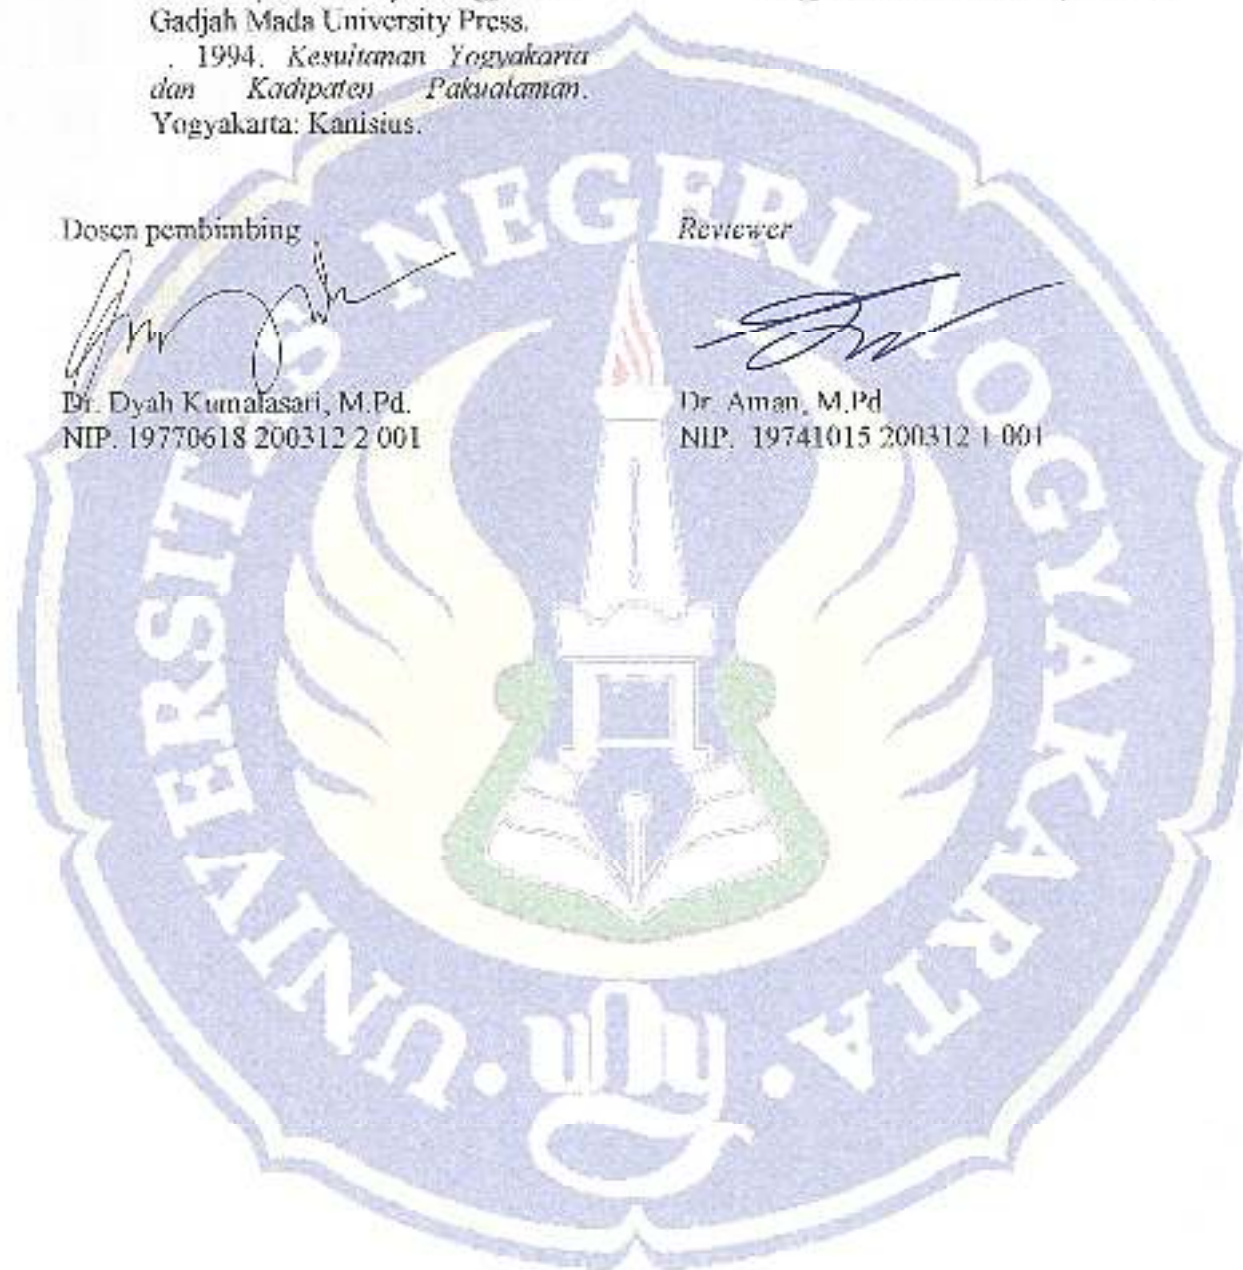 Gadjah Mada University Press.
. 1994. Kesultanan Yogyakarta
dan Kadipaten Pakualaman.
Yogyakarta: Kanisius.
Dosen pembimbing
Reviewer
Dr. Dyah Kumalasari, M.Pd.
Dr. Aman, M.Pd
NIP. 19770618 200312 2 001
NIP. 19741015 200312 1 001
UNIVERSITAS NEGERI YOGYAKARTA
uny